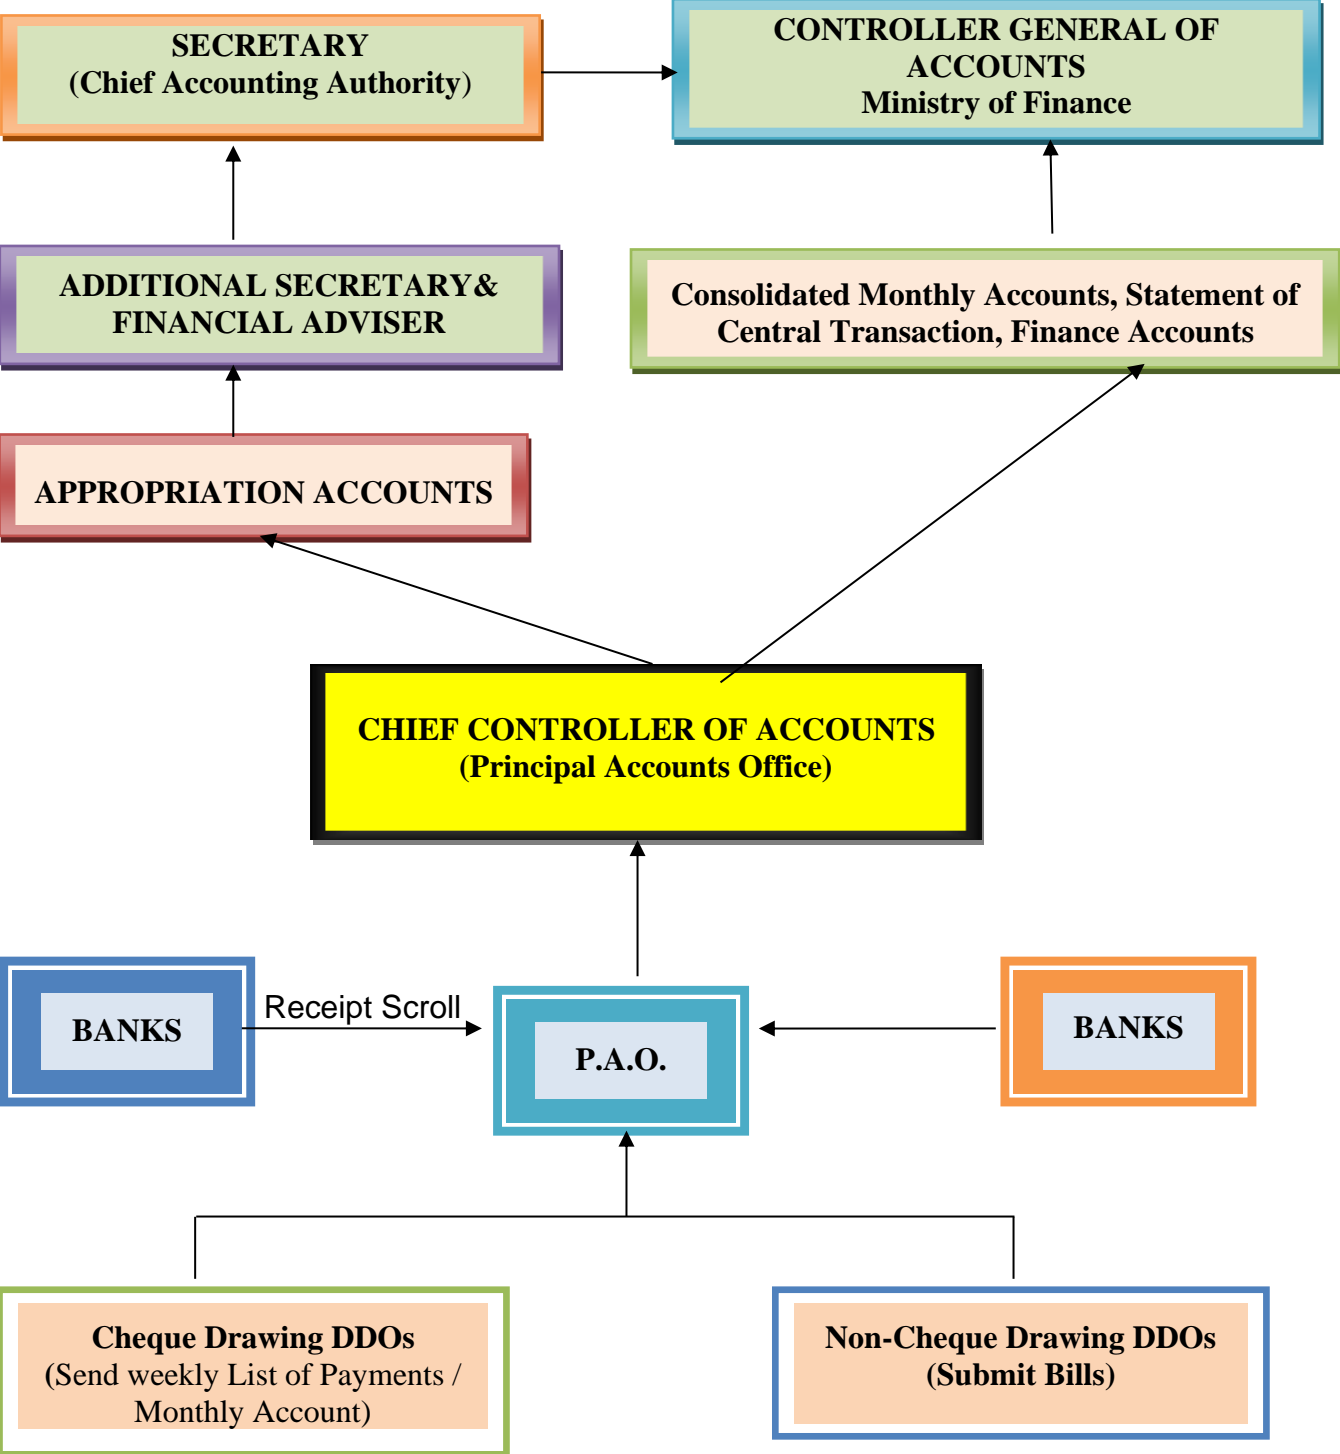 SECRETARY
(Chief Accounting Authority)
CONTROLLER GENERAL OF
ACCOUNTS
Ministry of Finance
ADDITIONAL SECRETARY&
FINANCIAL ADVISER
Consolidated Monthly Accounts, Statement of
Central Transaction, Finance Accounts
APPROPRIATION ACCOUNTS
CHIEF CONTROLLER OF ACCOUNTS
(Principal Accounts Office)
BANKS
Receipt Scroll
P.A.O.
BANKS
Cheque Drawing DDOs
(Send weekly List of Payments /
Monthly Account)
Non-Cheque Drawing DDOs
(Submit Bills)